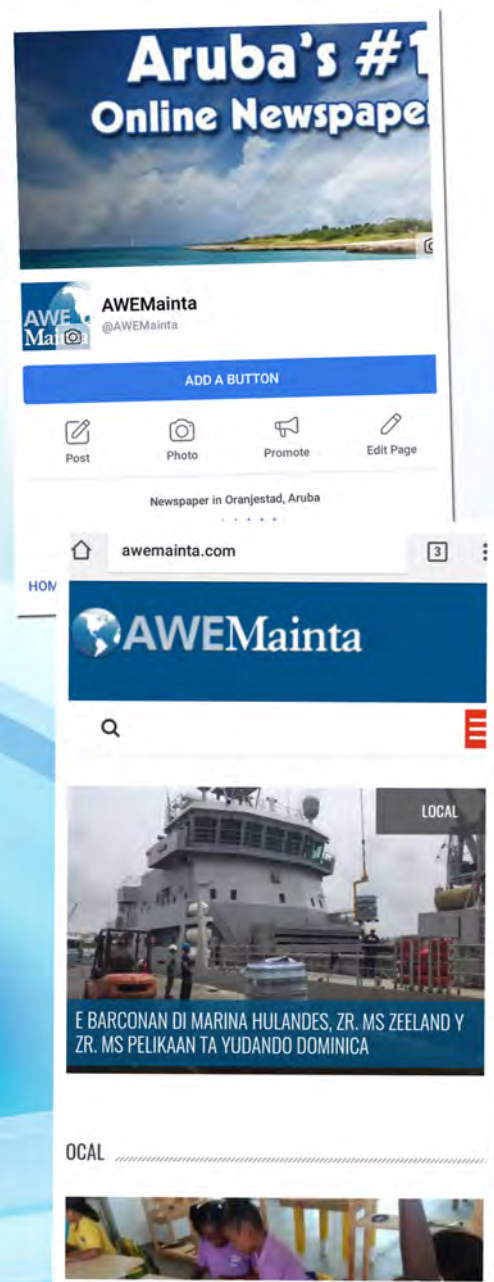 Aruba's #1
Online Newspaper
AWE
Mainta
AWEMainta
@AWEMainta
ADD A BUTTON
Post
Photo
Promote
Edit Page
Newspaper in Oranjestad, Aruba
HOM
awemainta.com
3
AWEMainta
LOCAL
E BARCONAN DI MARINA HULANDES, ZR. MS ZEELAND Y
ZR. MS PELIKAAN TA YUDANDO DOMINICA
OCAL